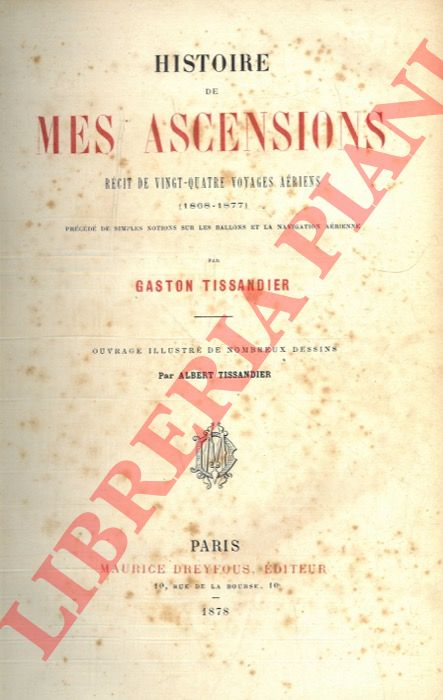 HISTOIRE
DE
MES ASCENSIONS
RÉCIT DE VINGT-QUATRE VOYAGES AÉRIENS
(1868-1877)
PRÉCÉDÉ DE SIMPLES NOTIONS SUR LES BALLONS ET LA NAVIGATION AÉRIENNE
PAR
GASTON TISSANDIER
OUVRAGE ILLUSTRÉ DE NOMBREUX DESSINS
Par ALBERT TISSANDIER
PARIS
MAURICE DREYFOUS, ÉDITEUR
10, RUE DE LA BOURSE, 10
1878
LIBRERIA PIANI
LIBRERIA PIANI